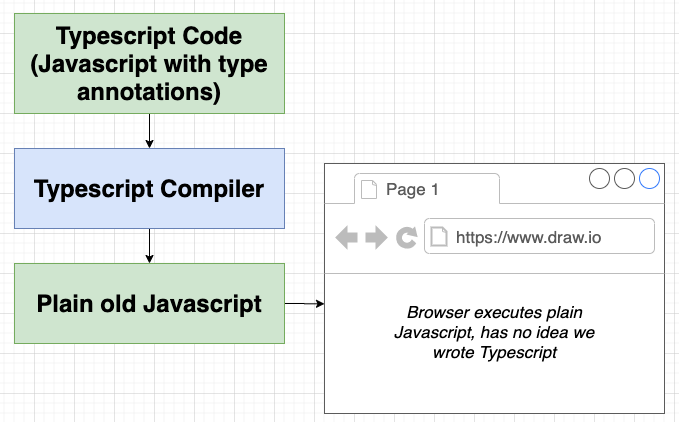 Typescript Code
(Javascript with type
annotations)
Typescript Compiler
Plain old Javascript
Page 1
https://www.draw.io
Browser executes plain
Javascript, has no idea we
wrote Typescript